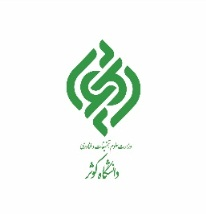 وزارت علوم تحقیقات و فناوری
دانشگاه کوثر